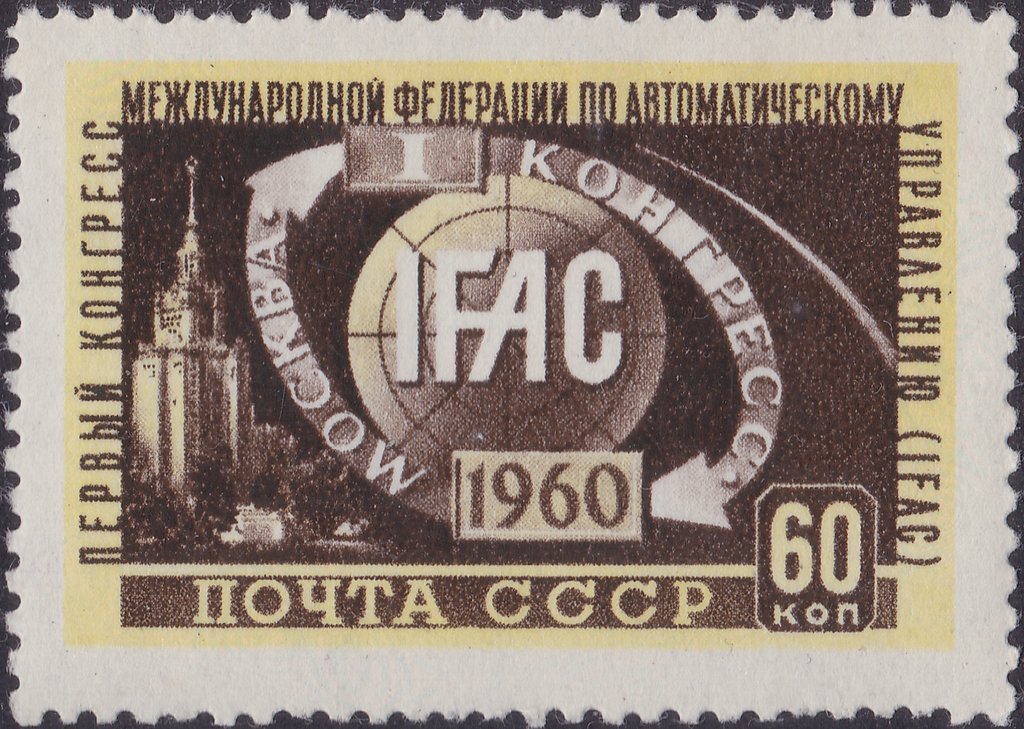 ПЕРВЫЙ КОНГРЕСС
МЕЖДУНАРОДНОЙ ФЕДЕРАЦИИ ПО АВТОМАТИЧЕСКОМУ
УПРАВЛЕНИЮ (IFAC)
I
КОНГРЕСС
МОСКВА
IFAC
1960
60
КОП
ПОЧТА СССР